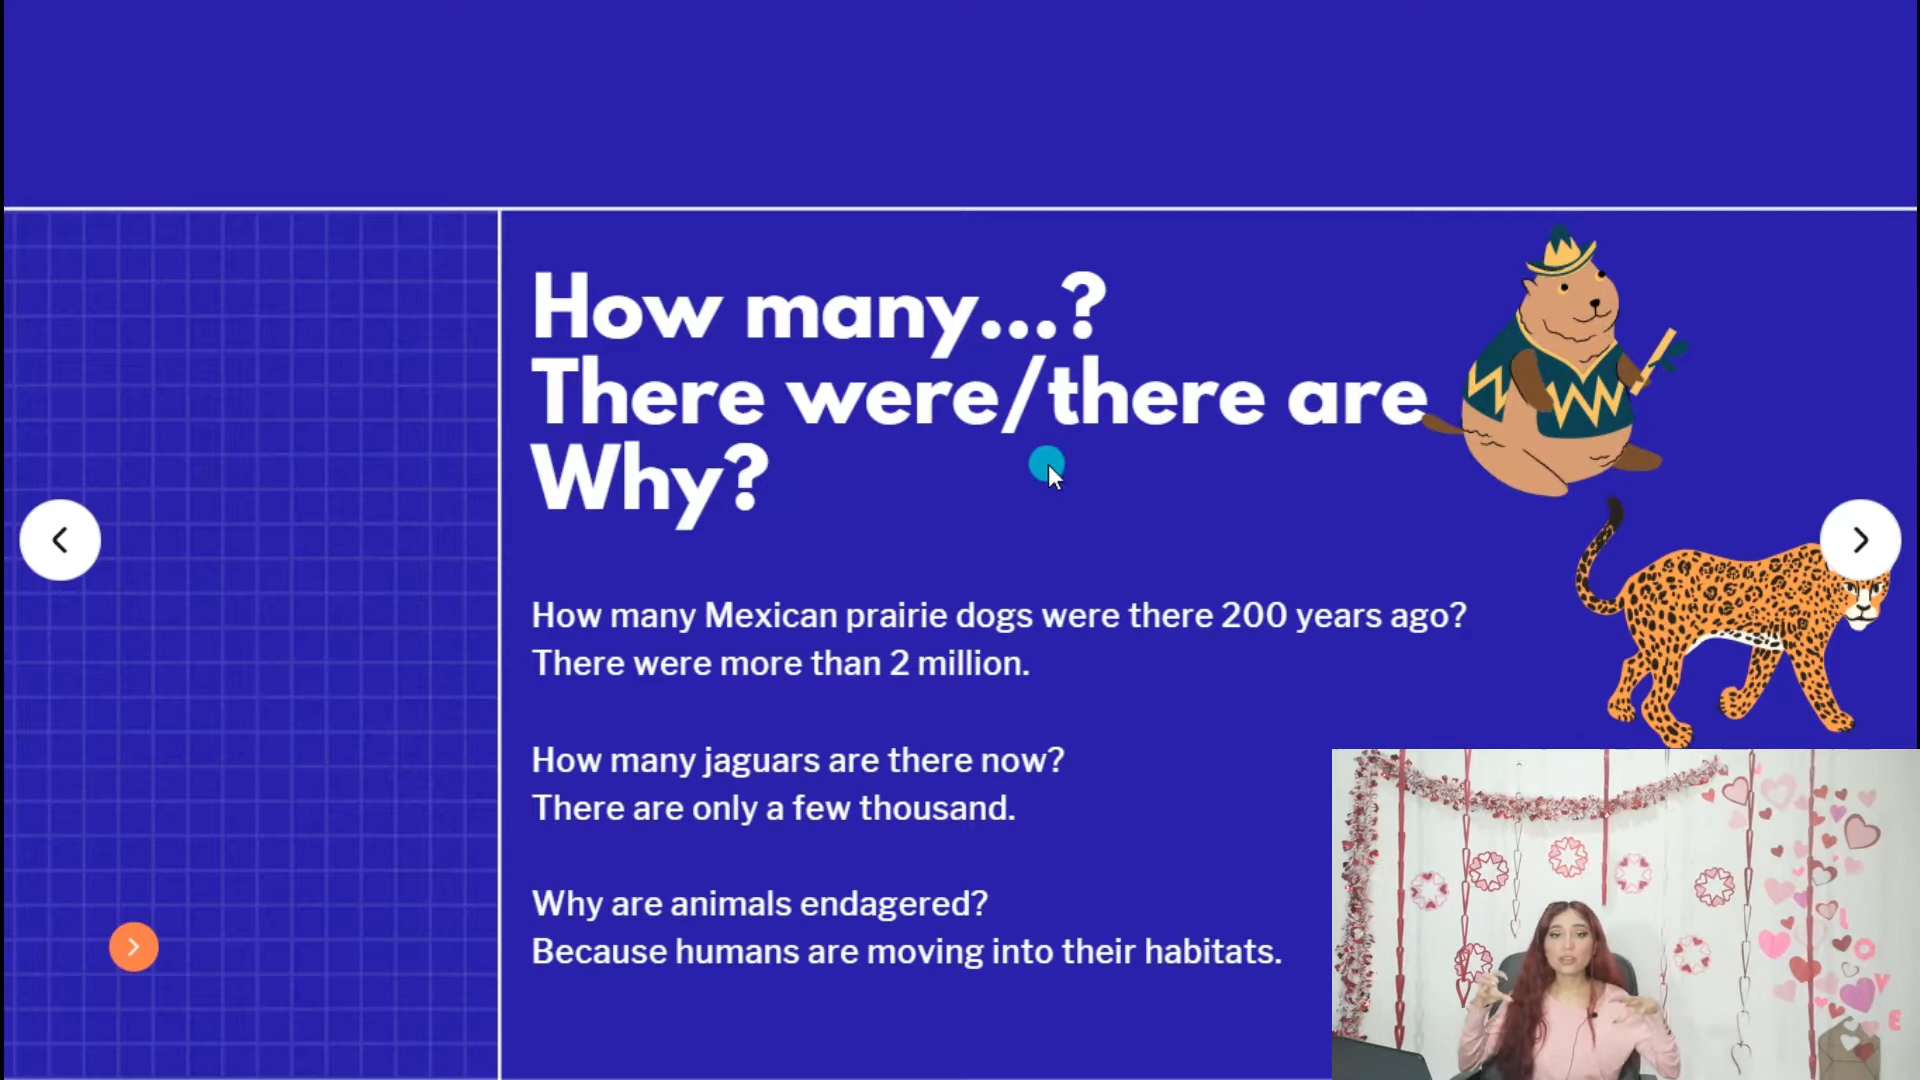 How many...?
There were/there are
Why?
How many Mexican prairie dogs were there 200 years ago?
There were more than 2 million.
How many jaguars are there now?
There are only a few thousand.
Why are animals endagered?
Because humans are moving into their habitats.
L
O
V
E